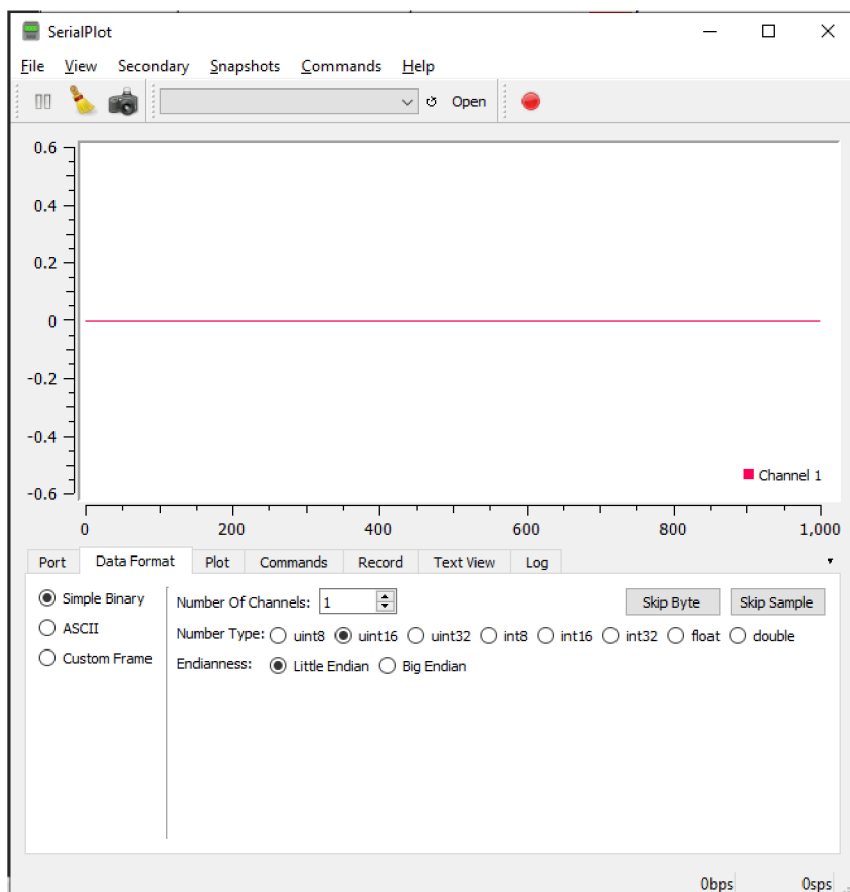 SerialPlot
File View Secondary Snapshots Commands Help
Open
0.6
0.4
0.2
0
-0.2
-0.4
-0.6
Channel 1
0 200 400 600 800 1,000
Port Data Format Plot Commands Record Text View Log
Simple Binary Number Of Channels: 1 Skip Byte Skip Sample
ASCII Number Type: uint8 uint16 uint32 int8 int16 int32 float double
Custom Frame Endianness: Little Endian Big Endian
0bps 0sps